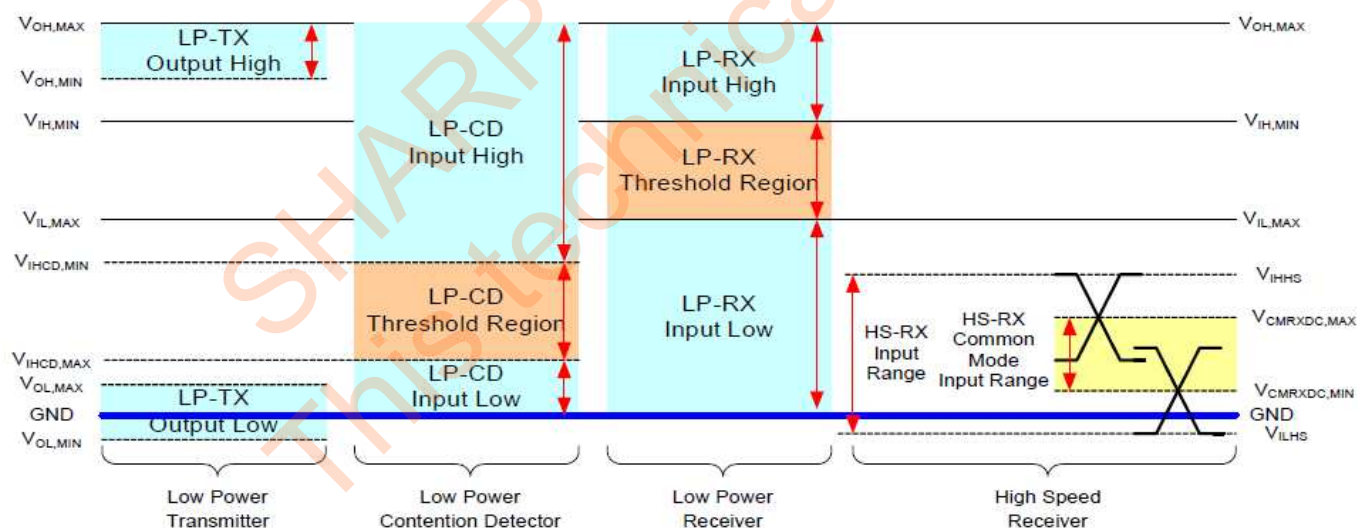 VOH,MAX
LP-TX
Output High
VOH,MIN
VIH,MIN
VIL,MAX
VIHCD,MIN
VIHCD,MAX
VOL,MAX
GND
LP-TX
Output Low
VOL,MIN
LP-CD
Input High
LP-CD
Threshold Region
LP-CD
Input Low
LP-RX
Input High
LP-RX
Threshold Region
LP-RX
Input Low
HS-RX
Input
Range
HS-RX
Common
Mode
Input Range
VOH,MAX
VIH,MIN
VIL,MAX
VIHHS
VCMRXDC,MAX
VCMRXDC,MIN
GND
VILHS
Low Power
Transmitter
Low Power
Contention Detector
Low Power
Receiver
High Speed
Receiver
SHARP
This technica